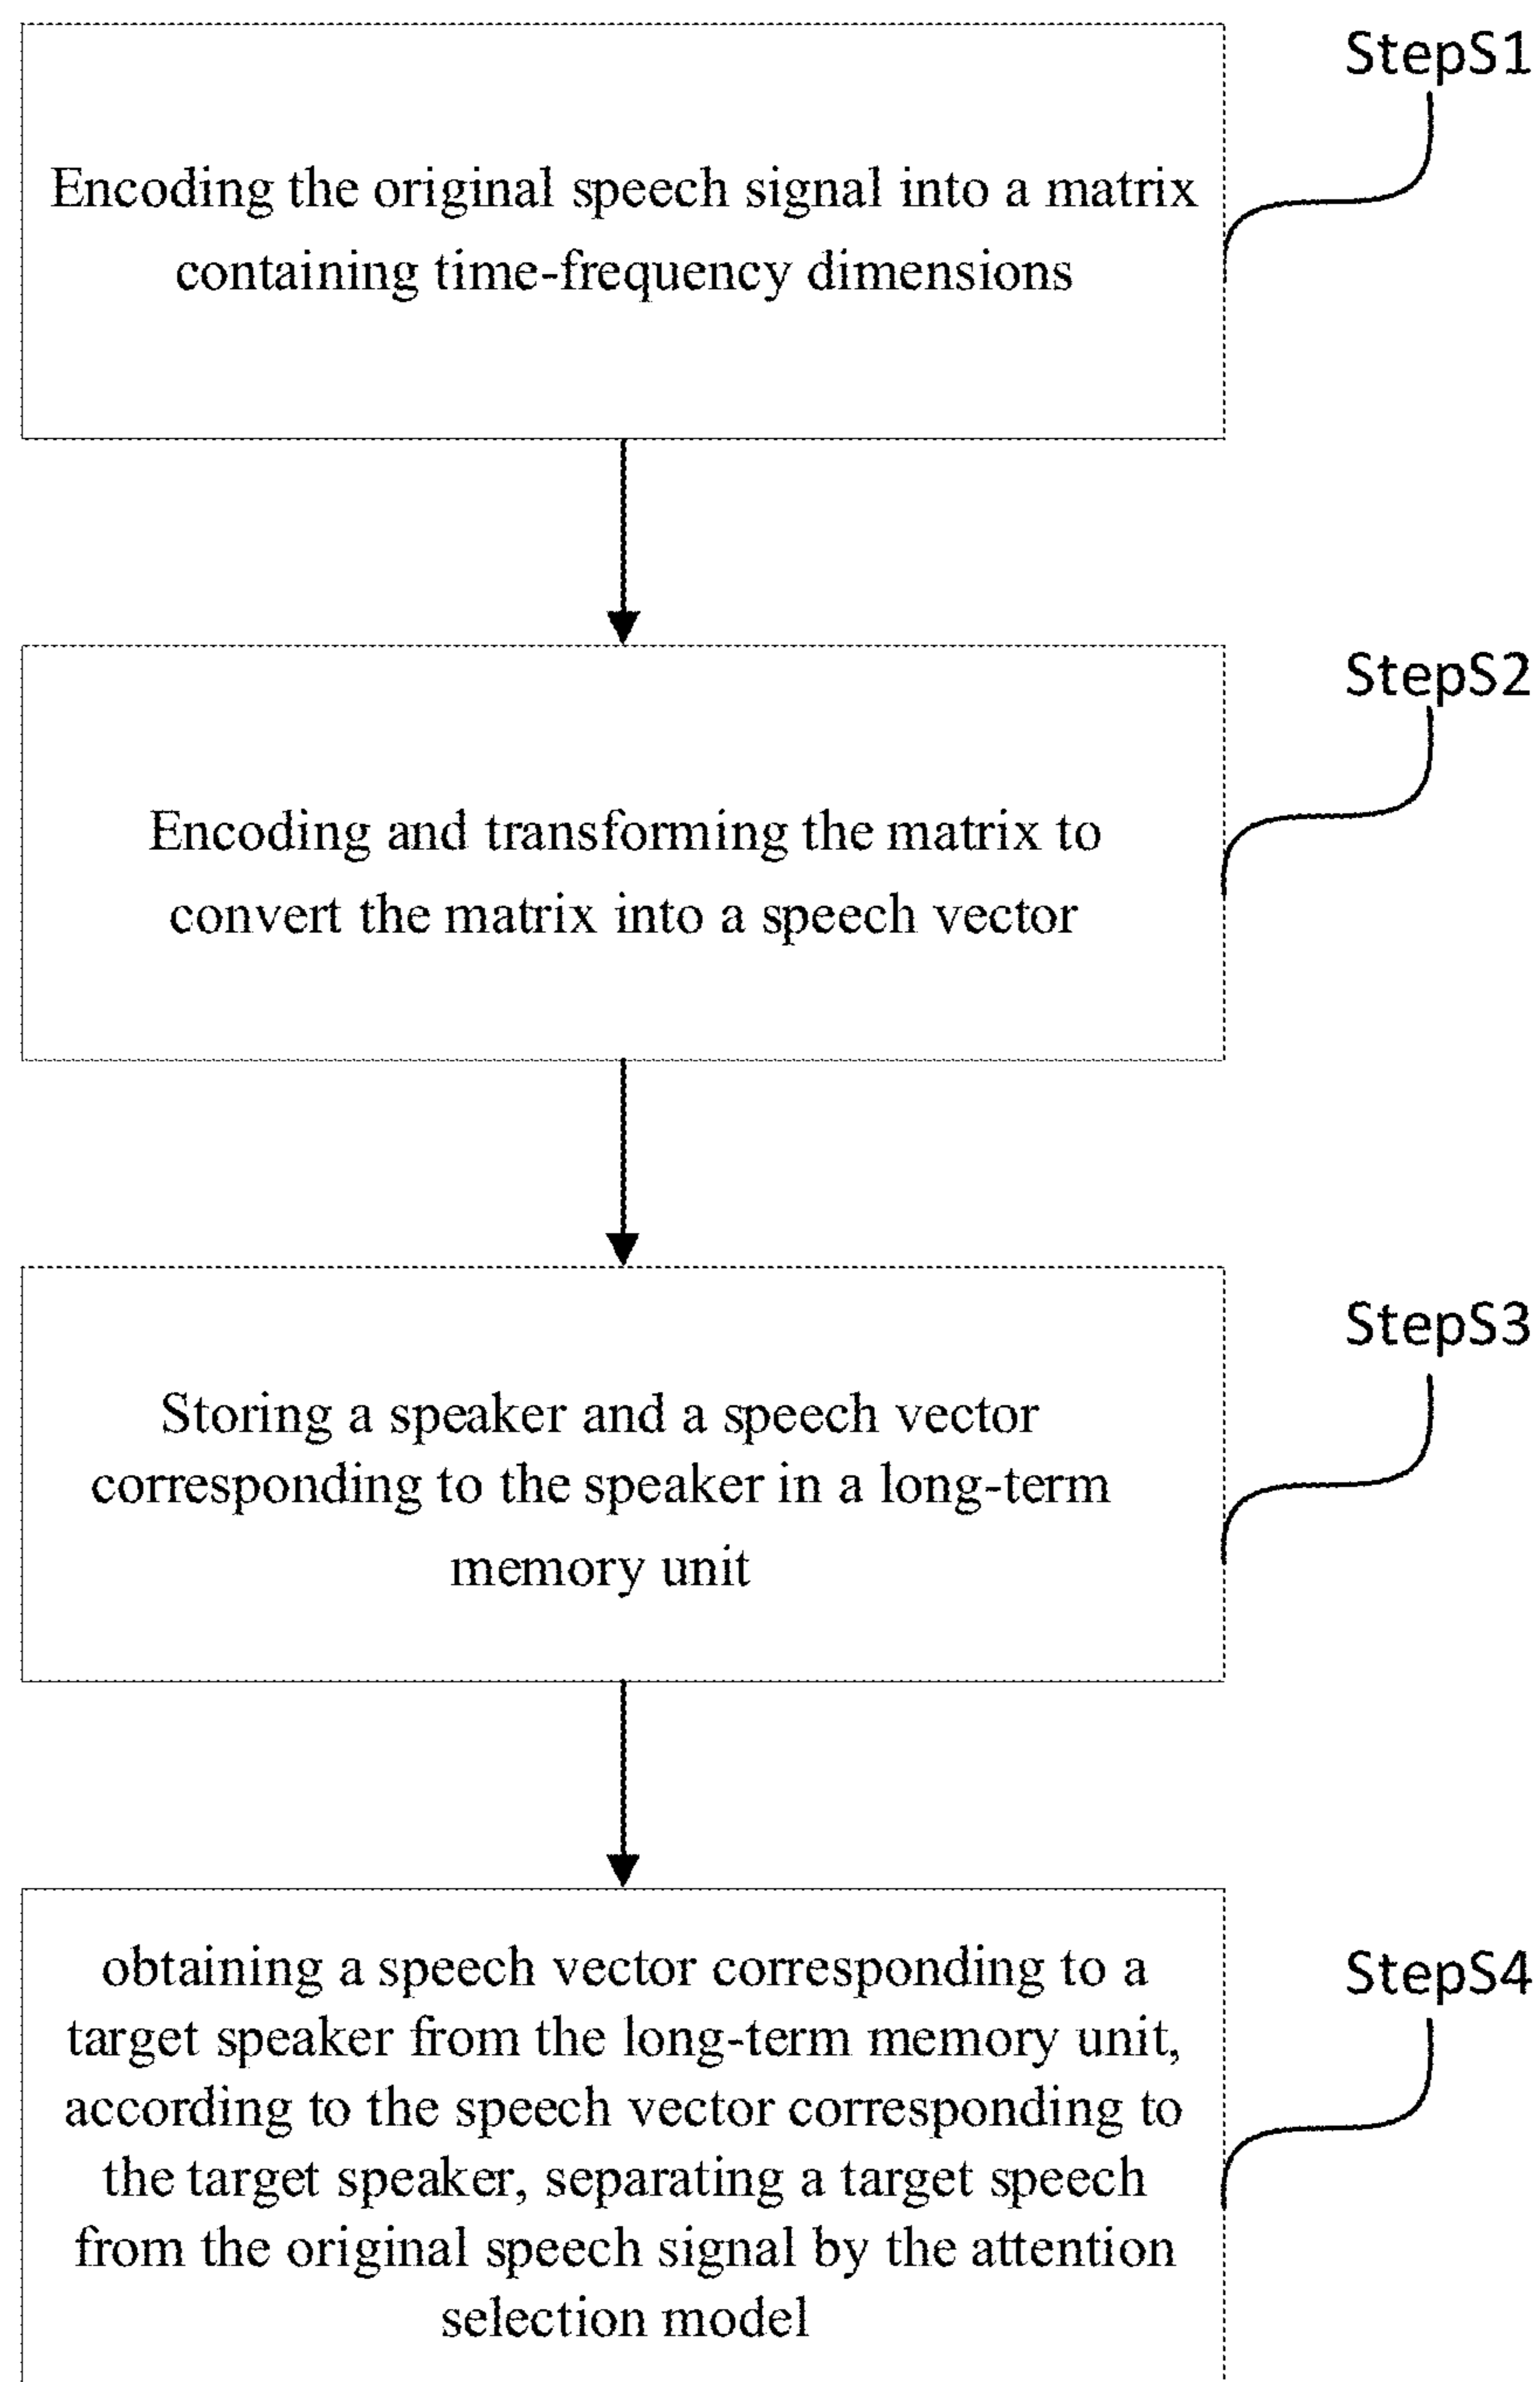 StepS1
Encoding the original speech signal into a matrix
containing time-frequency dimensions
StepS2
Encoding and transforming the matrix to
convert the matrix into a speech vector
StepS3
Storing a speaker and a speech vector
corresponding to the speaker in a long-term
memory unit
StepS4
obtaining a speech vector corresponding to a
target speaker from the long-term memory unit,
according to the speech vector corresponding to
the target speaker, separating a target speech
from the original speech signal by the attention
selection model